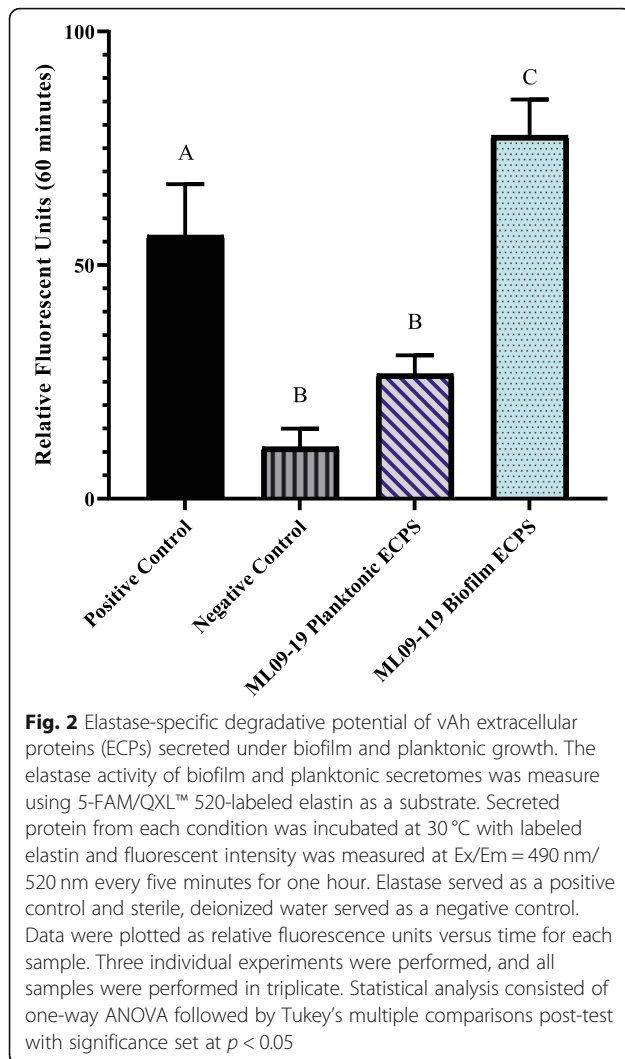 100
50
0
Relative Fluorescent Units (60 minutes)
A
B
B
C
Positive Control
Negative Control
ML09-19 Planktonic ECPS
ML09-119 Biofilm ECPS
Fig. 2 Elastase-specific degradative potential of vAh extracellular
proteins (ECPs) secreted under biofilm and planktonic growth. The
elastase activity of biofilm and planktonic secretomes was measure
using 5-FAM/QXL™ 520-labeled elastin as a substrate. Secreted
protein from each condition was incubated at 30 °C with labeled
elastin and fluorescent intensity was measured at Ex/Em = 490 nm/
520 nm every five minutes for one hour. Elastase served as a positive
control and sterile, deionized water served as a negative control.
Data were plotted as relative fluorescence units versus time for each
sample. Three individual experiments were performed, and all
samples were performed in triplicate. Statistical analysis consisted of
one-way ANOVA followed by Tukey's multiple comparisons post-test
with significance set at p < 0.05